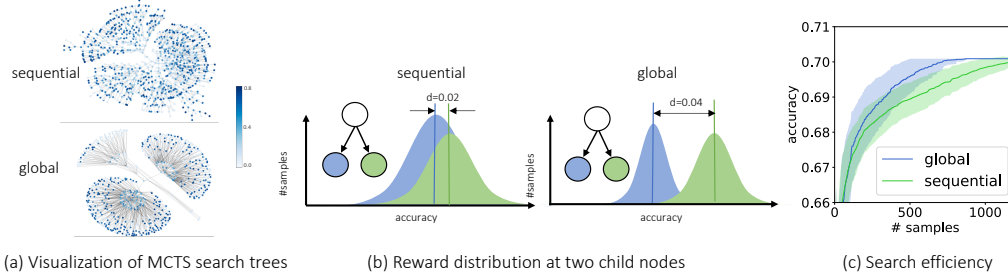 sequential
0.8
0.4
0.0
global
(a) Visualization of MCTS search trees
sequential
d=0.02
#samples
accuracy
global
d=0.04
#samples
accuracy
(b) Reward distribution at two child nodes
0.71
0.70
0.69
0.68
0.67
0.66
accuracy
global
sequential
500
1000
# samples
(c) Search efficiency